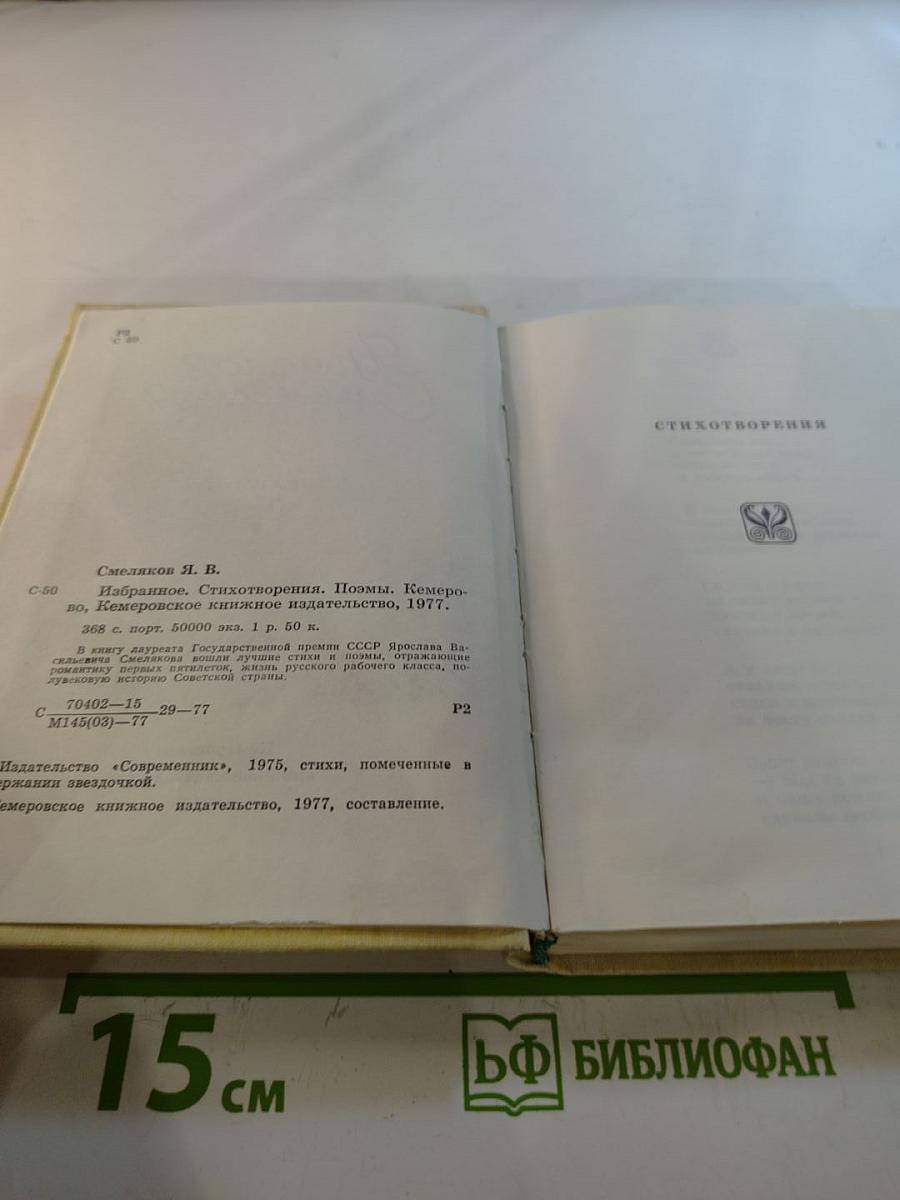 Р2
С 50
Смеляков Я. В.
С-50 Избранное. Стихотворения. Поэмы. Кемеро-
во, Кемеровское книжное издательство, 1977.
368 с. порт. 50000 экз. 1 р. 50 к.
В книгу лауреата Государственной премии СССР Ярослава Ва-
сильевича Смелякова вошли лучшие стихи и поэмы, отражающие
романтику первых пятилеток, жизнь русского рабочего класса, по-
лувековую историю Советской страны.
С 70402—15
М145(03)—77
29—77
Р2
Издательство «Современник», 1975, стихи, помеченные в
ержании звездочкой.
емеровское книжное издательство, 1977, составление.
СТИХОТВОРЕНИЯ
15 см
БФ БИБЛИОФАН